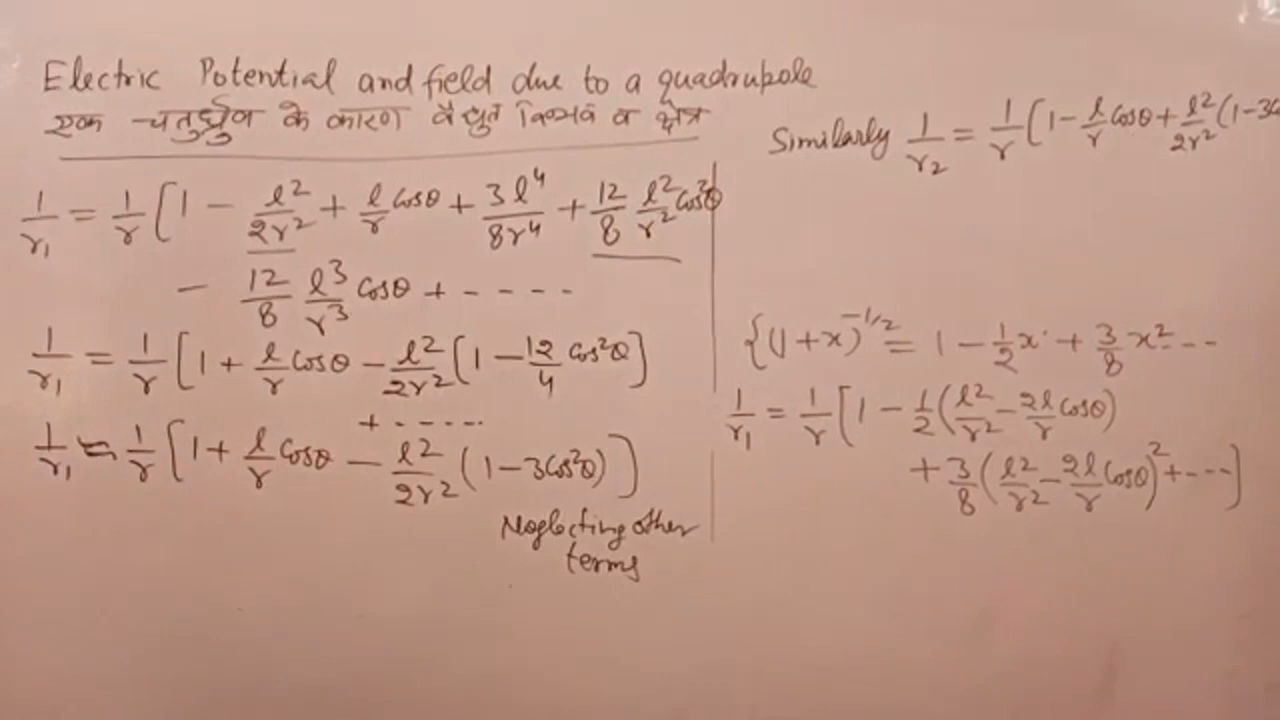 Electric Potential and field due to a quadrupole
एक चतुर्ध्रुव के कारण वैद्युत विभव व क्षेत्र
1/r₁ = 1/r [1 - l²/2r² + l/r cosθ + 3l⁴/8r⁴ + 12/8 l²/r² cos²θ
- 12/8 l³/r³ cosθ + - - - - -
1/r₁ = 1/r [1 + l/r cosθ - l²/2r² (1 - 12/4 cos²θ]
+ - - - - -
1/r₁ = 1/r [1 + l/r cosθ - l²/2r² (1-3cos²θ)]
Neglecting other
terms
Similarly 1/r₂ = 1/r [1 - l/r cosθ + l²/2r² (1-3c
{(1+x)^-1/2 = 1 - 1/2 x + 3/8 x² - - -
1/r₁ = 1/r [1 - 1/2 (l²/r² - 2l/r cosθ)
+ 3/8 (l²/r² - 2l/r cosθ)² + - - -]